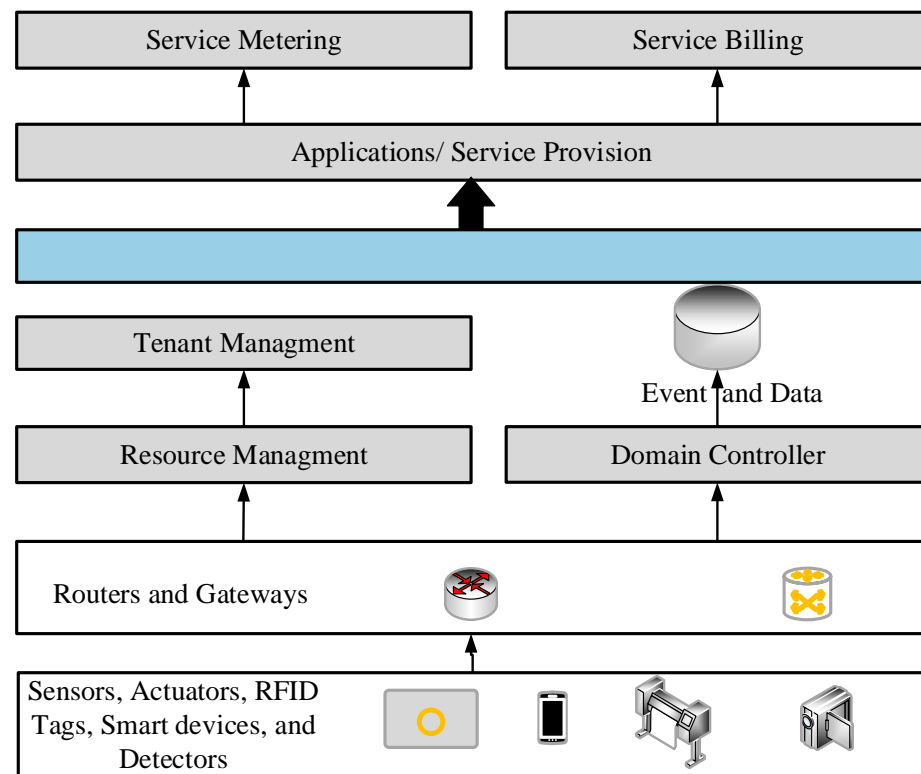 Service Metering
Service Billing
Applications/ Service Provision
Tenant Managment
Event and Data
Resource Managment
Domain Controller
Routers and Gateways
Sensors, Actuators, RFID
Tags, Smart devices, and
Detectors